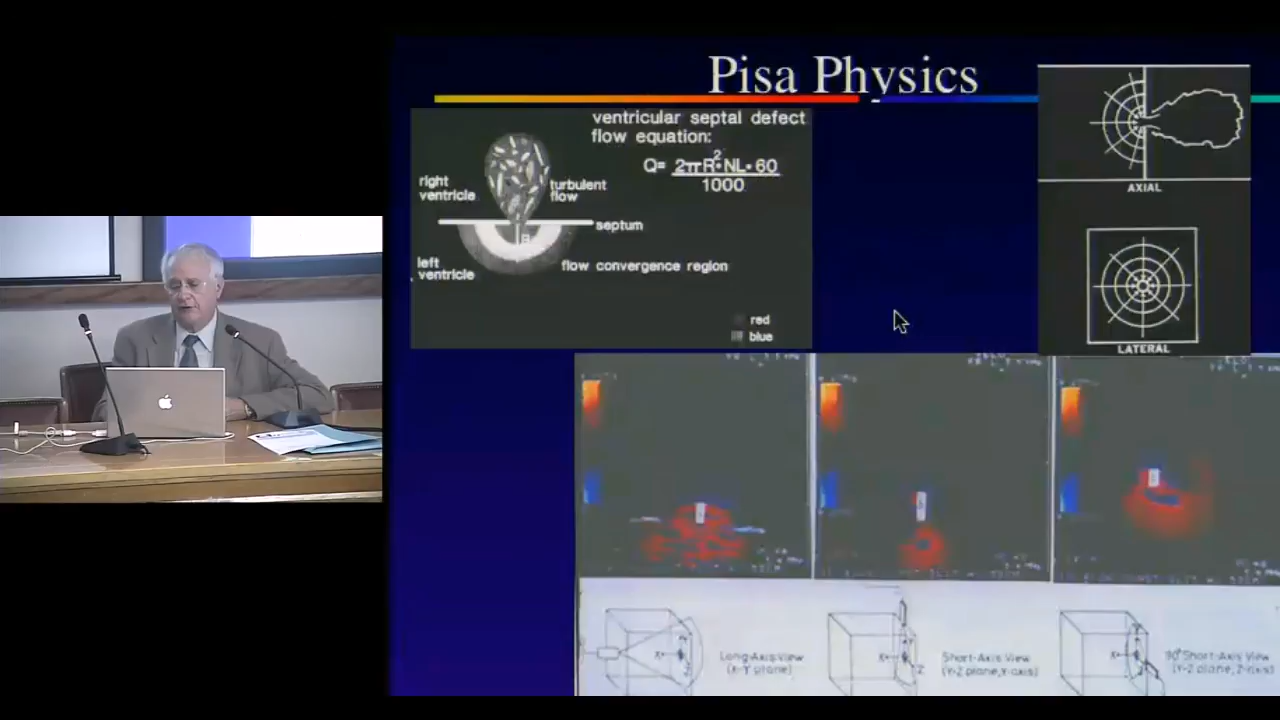 Pisa Physics
ventricular septal defect
flow equation:
Q= 2πR²•NL•60
1000
right
ventricle
turbulent
flow
septum
R
left
ventricle
flow convergence region
red
blue
AXIAL
LATERAL
Long-Axis View
(X-Y plane)
Short-Axis View
(Y-Z plane, Y-axis)
90° Short-Axis View
(Y-Z plane, Z-Axis)